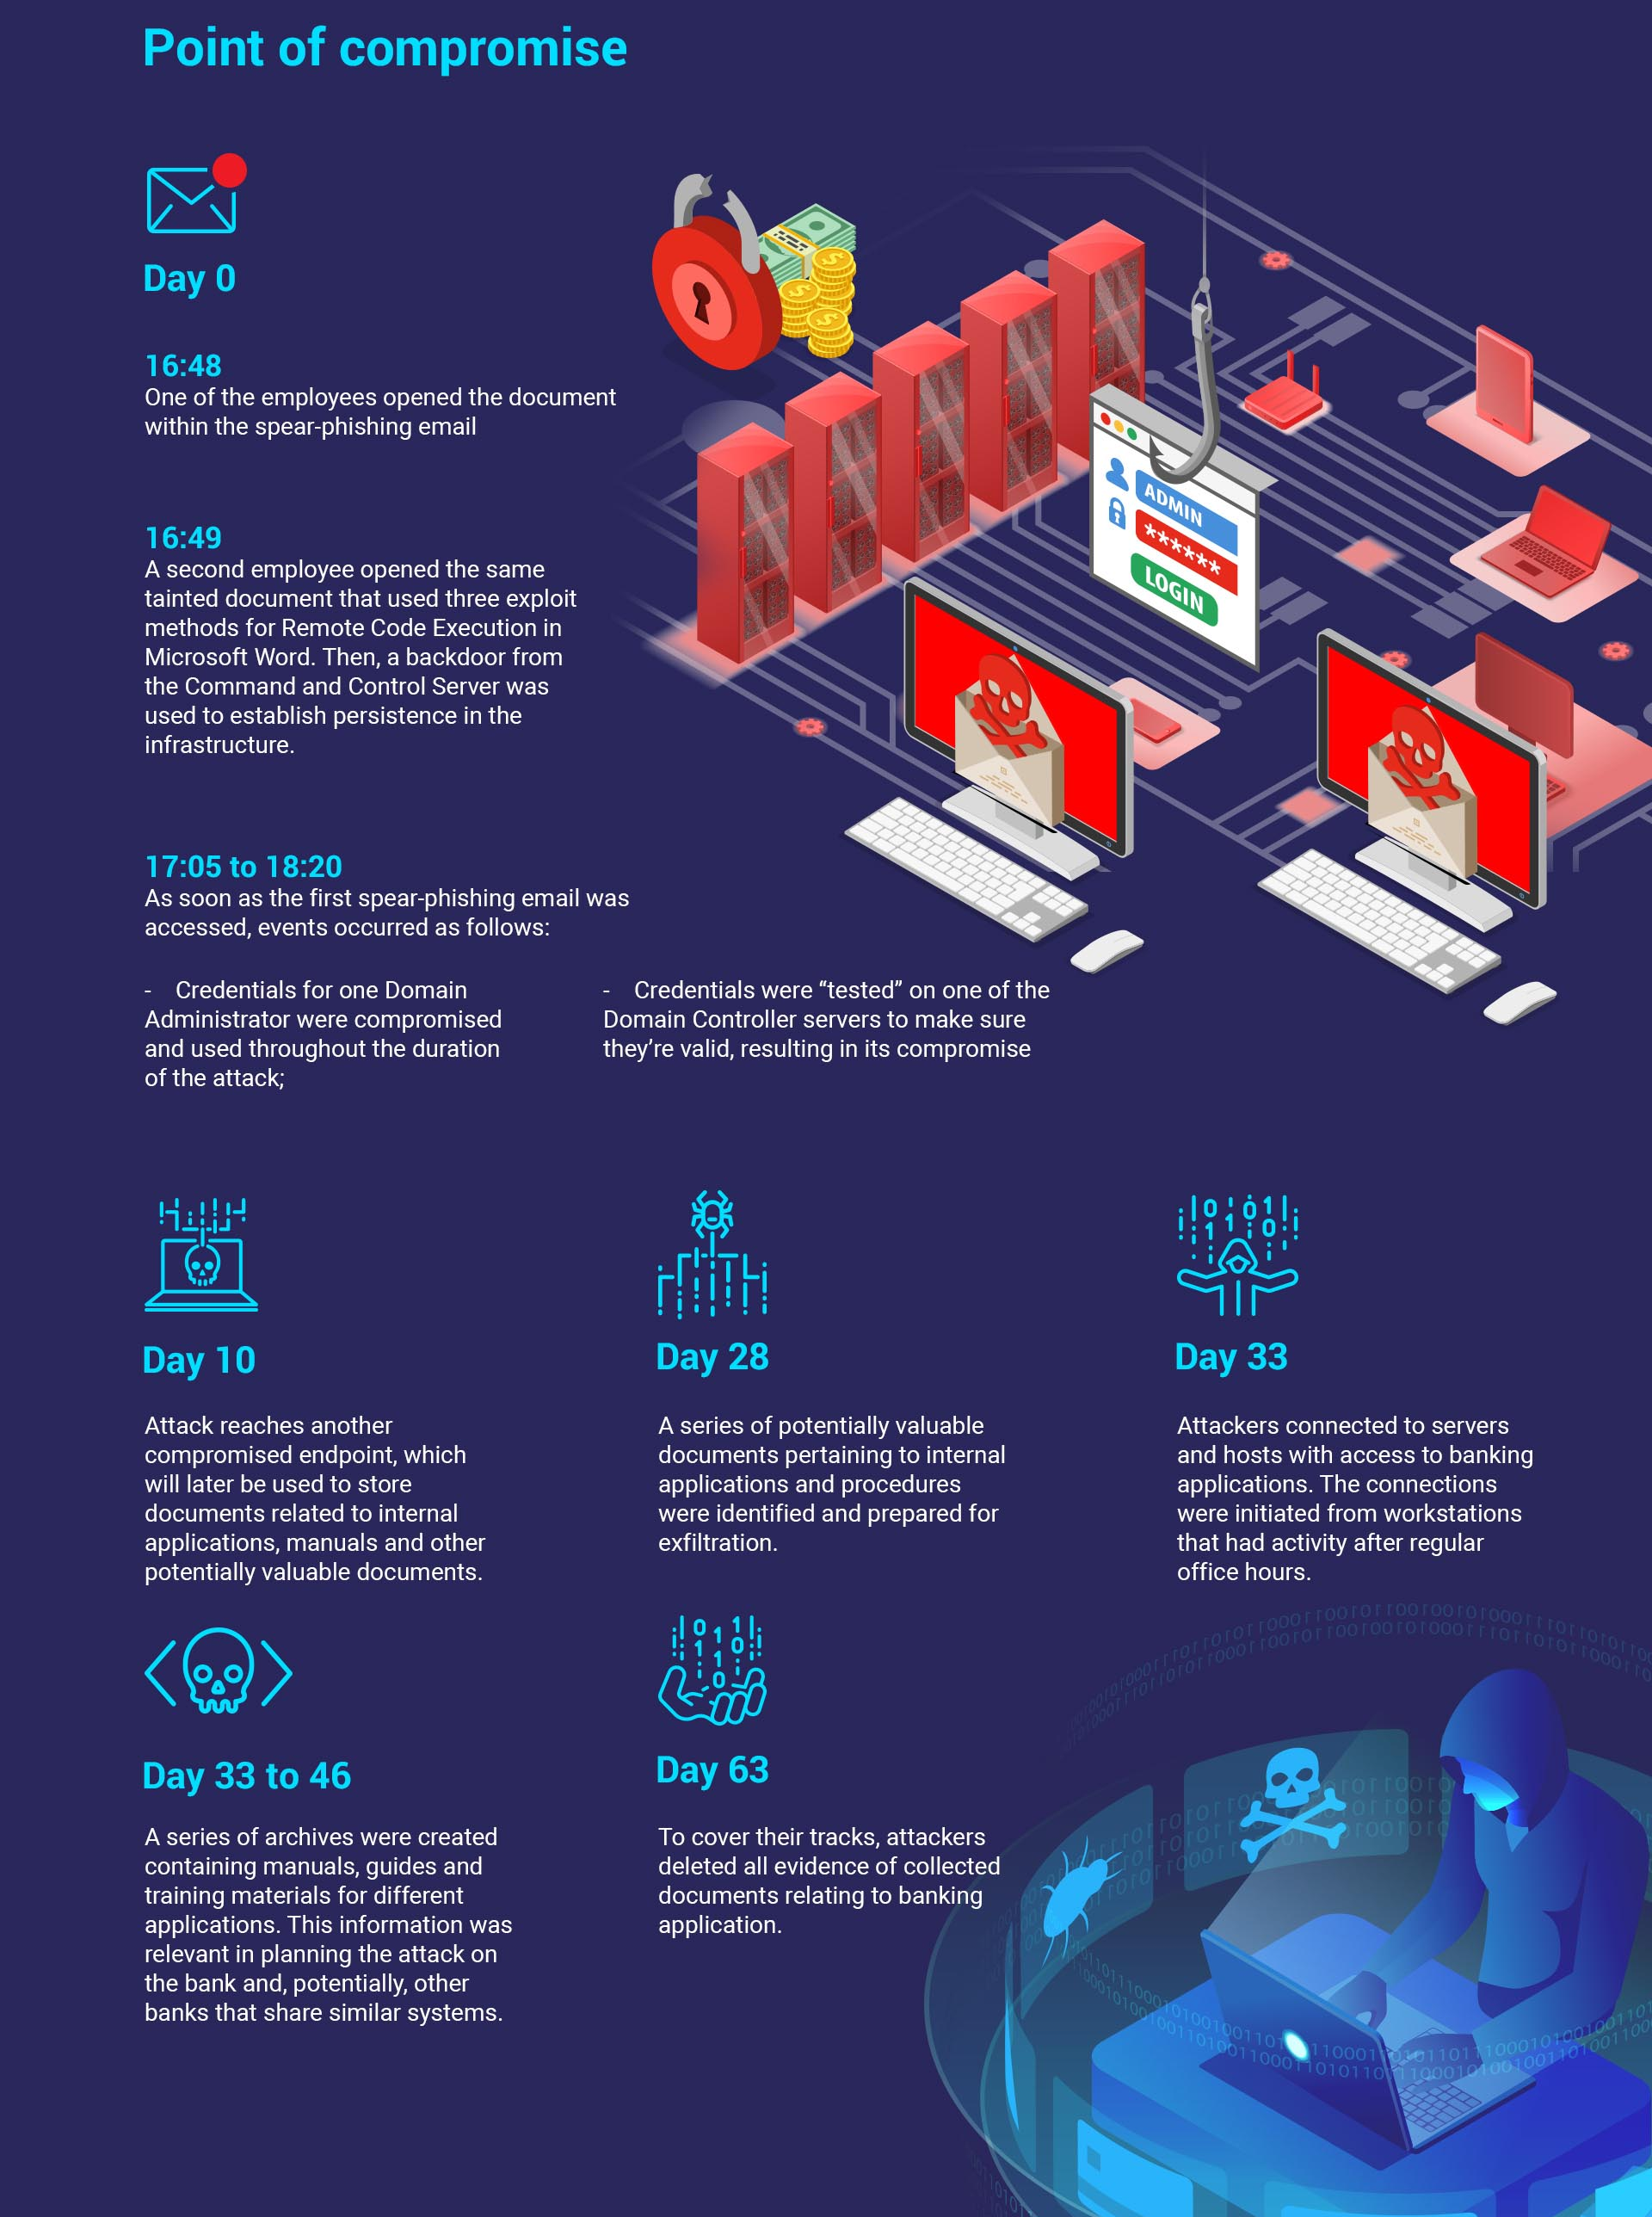 Point of compromise
Day 0
16:48
One of the employees opened the document
within the spear-phishing email
16:49
A second employee opened the same
tainted document that used three exploit
methods for Remote Code Execution in
Microsoft Word. Then, a backdoor from
the Command and Control Server was
used to establish persistence in the
infrastructure.
ADMIN
******
LOGIN
17:05 to 18:20
As soon as the first spear-phishing email was
accessed, events occurred as follows:
- Credentials for one Domain
Administrator were compromised
and used throughout the duration
of the attack;
- Credentials were “tested” on one of the
Domain Controller servers to make sure
they’re valid, resulting in its compromise
Day 10
Attack reaches another
compromised endpoint, which
will later be used to store
documents related to internal
applications, manuals and other
potentially valuable documents.
Day 28
A series of potentially valuable
documents pertaining to internal
applications and procedures
were identified and prepared for
exfiltration.
Day 33
Attackers connected to servers
and hosts with access to banking
applications. The connections
were initiated from workstations
that had activity after regular
office hours.
Day 33 to 46
A series of archives were created
containing manuals, guides and
training materials for different
applications. This information was
relevant in planning the attack on
the bank and, potentially, other
banks that share similar systems.
Day 63
To cover their tracks, attackers
deleted all evidence of collected
documents relating to banking
application.